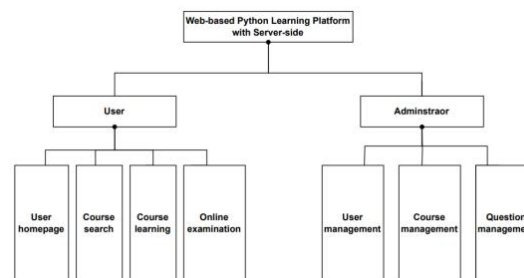 Web-based Python Learning Platform
with Server-side
User
Adminstraor
User
homepage
Course
search
Course
learning
Online
examination
User
management
Course
management
Question
manageme